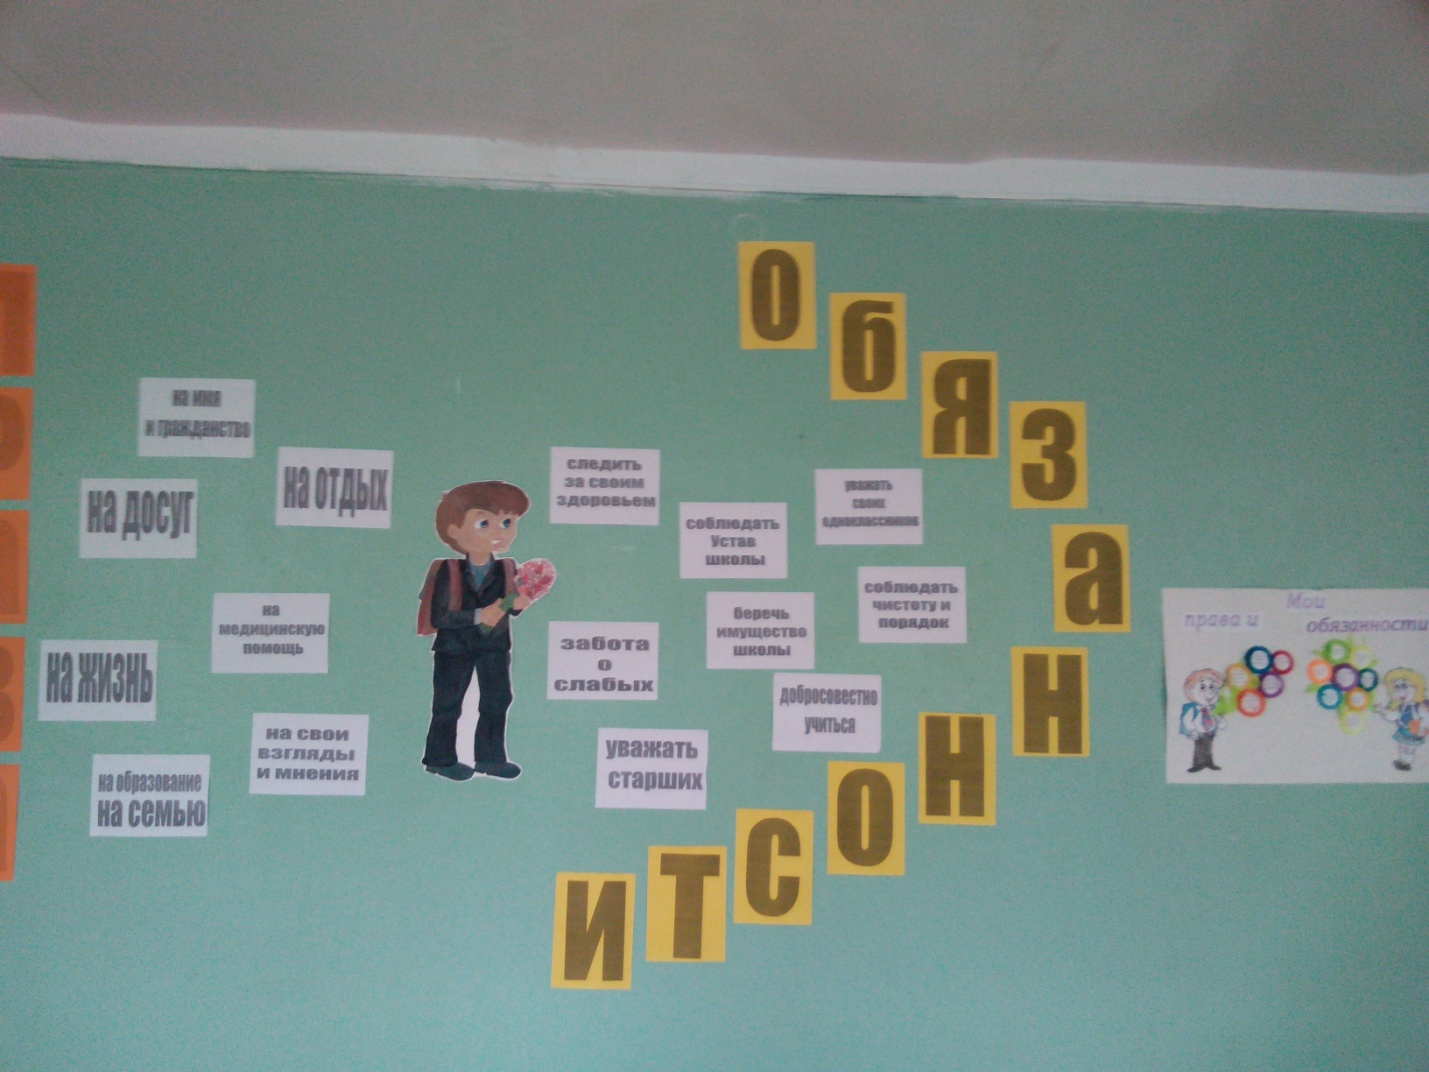 на имя
и гражданство
на досуг
на отдых
на
медицинскую
помощь
на жизнь
на свои
взгляды
и мнения
на образование
на семью
следить
за своим
здоровьем
соблюдать
Устав
школы
уважать
своих
одноклассников
забота
о
слабых
беречь
имущество
школы
соблюдать
чистоту и
порядок
добросовестно
учиться
уважать
старших
О
б
я
з
а
н
н
о
с
т
и
Мои
права и обязанности